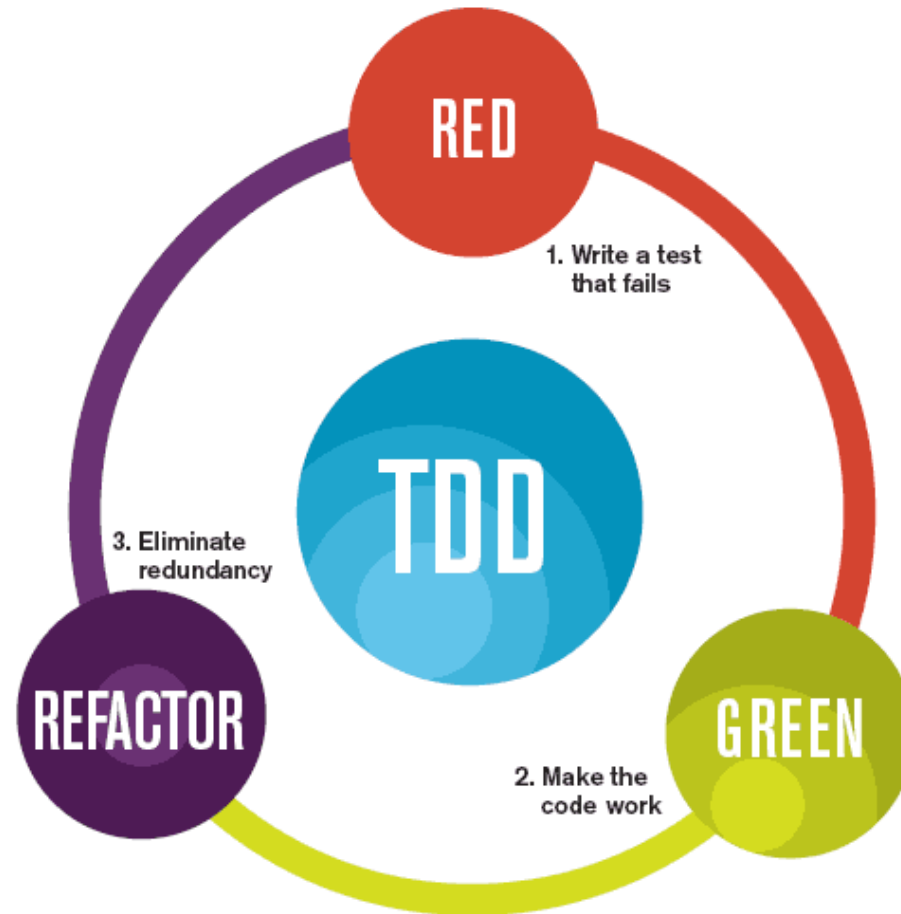 RED
1. Write a test
that fails
TDD
3. Eliminate
redundancy
REFACTOR
GREEN
2. Make the
code work